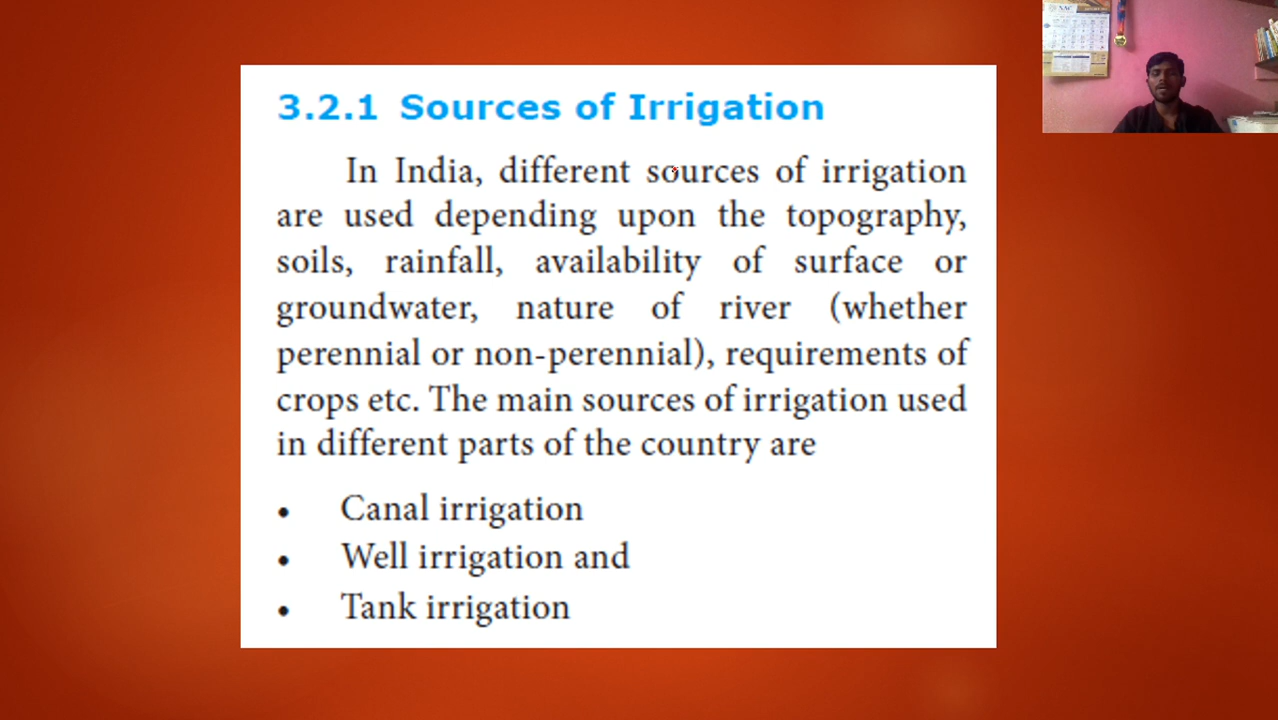 3.2.1 Sources of Irrigation
In India, different sources of irrigation
are used depending upon the topography,
soils, rainfall, availability of surface or
groundwater, nature of river (whether
perennial or non-perennial), requirements of
crops etc. The main sources of irrigation used
in different parts of the country are
• Canal irrigation
• Well irrigation and
• Tank irrigation